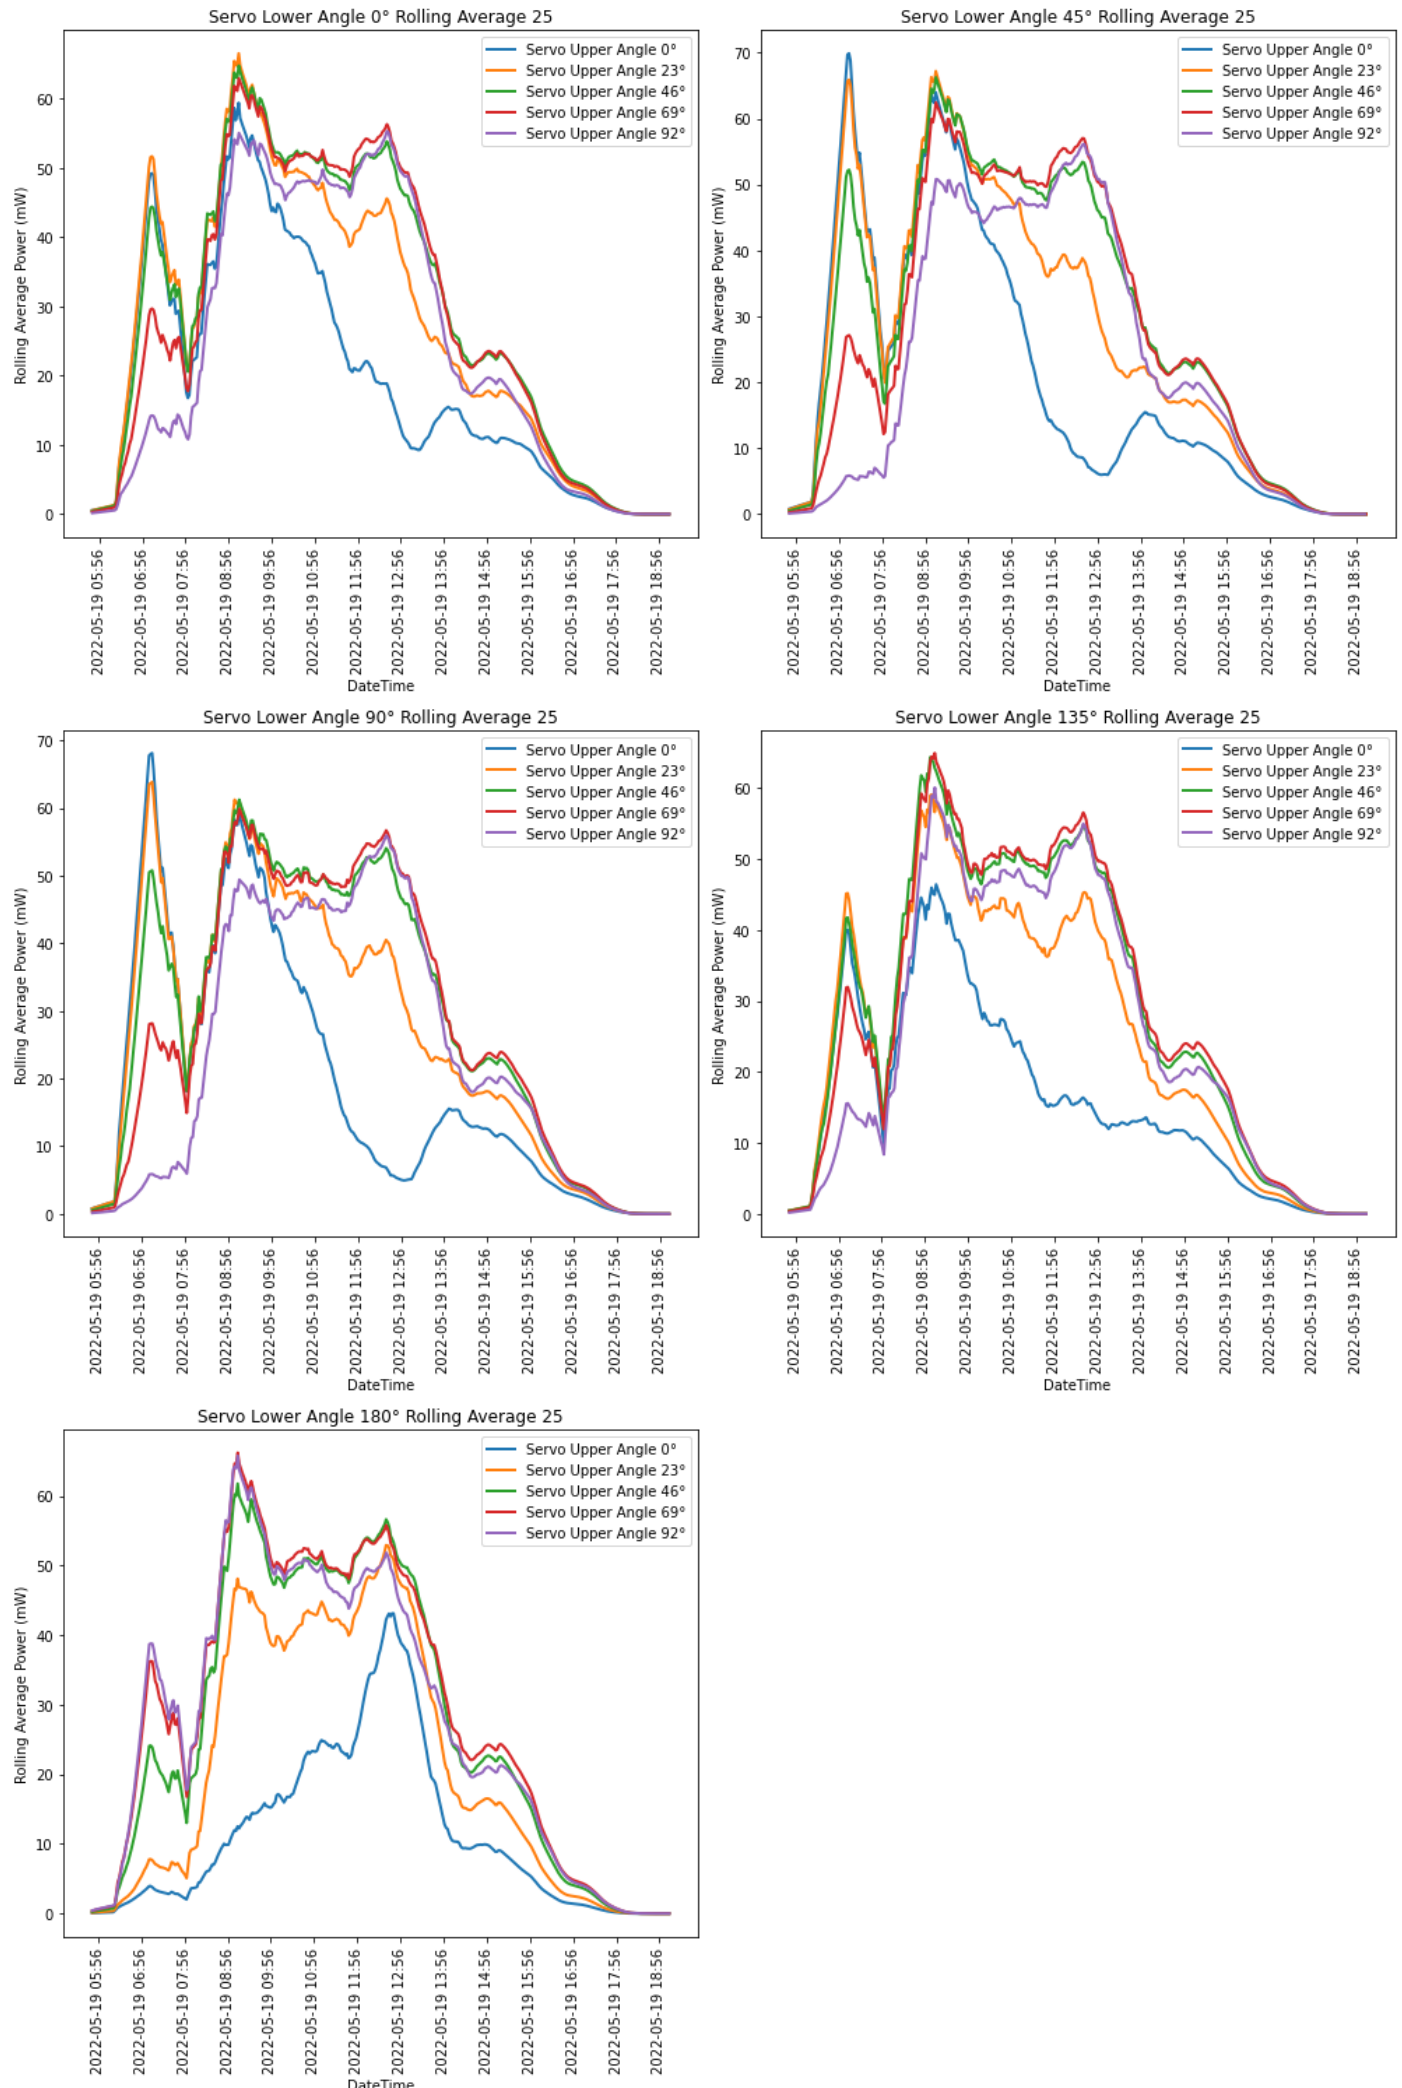 Servo Lower Angle 0° Rolling Average 25
Rolling Average Power (mW)
60
50
40
30
20
10
0
Servo Upper Angle 0°
Servo Upper Angle 23°
Servo Upper Angle 46°
Servo Upper Angle 69°
Servo Upper Angle 92°
2022-05-19 05:56
2022-05-19 06:56
2022-05-19 07:56
2022-05-19 08:56
2022-05-19 09:56
2022-05-19 10:56
2022-05-19 11:56
2022-05-19 12:56
2022-05-19 13:56
2022-05-19 14:56
2022-05-19 15:56
2022-05-19 16:56
2022-05-19 17:56
2022-05-19 18:56
DateTime
Servo Lower Angle 45° Rolling Average 25
Rolling Average Power (mW)
70
60
50
40
30
20
10
0
Servo Upper Angle 0°
Servo Upper Angle 23°
Servo Upper Angle 46°
Servo Upper Angle 69°
Servo Upper Angle 92°
2022-05-19 05:56
2022-05-19 06:56
2022-05-19 07:56
2022-05-19 08:56
2022-05-19 09:56
2022-05-19 10:56
2022-05-19 11:56
2022-05-19 12:56
2022-05-19 13:56
2022-05-19 14:56
2022-05-19 15:56
2022-05-19 16:56
2022-05-19 17:56
2022-05-19 18:56
DateTime
Servo Lower Angle 90° Rolling Average 25
Rolling Average Power (mW)
70
60
50
40
30
20
10
0
Servo Upper Angle 0°
Servo Upper Angle 23°
Servo Upper Angle 46°
Servo Upper Angle 69°
Servo Upper Angle 92°
2022-05-19 05:56
2022-05-19 06:56
2022-05-19 07:56
2022-05-19 08:56
2022-05-19 09:56
2022-05-19 10:56
2022-05-19 11:56
2022-05-19 12:56
2022-05-19 13:56
2022-05-19 14:56
2022-05-19 15:56
2022-05-19 16:56
2022-05-19 17:56
2022-05-19 18:56
DateTime
Servo Lower Angle 135° Rolling Average 25
Rolling Average Power (mW)
60
50
40
30
20
10
0
Servo Upper Angle 0°
Servo Upper Angle 23°
Servo Upper Angle 46°
Servo Upper Angle 69°
Servo Upper Angle 92°
2022-05-19 05:56
2022-05-19 06:56
2022-05-19 07:56
2022-05-19 08:56
2022-05-19 09:56
2022-05-19 10:56
2022-05-19 11:56
2022-05-19 12:56
2022-05-19 13:56
2022-05-19 14:56
2022-05-19 15:56
2022-05-19 16:56
2022-05-19 17:56
2022-05-19 18:56
DateTime
Servo Lower Angle 180° Rolling Average 25
Rolling Average Power (mW)
60
50
40
30
20
10
0
Servo Upper Angle 0°
Servo Upper Angle 23°
Servo Upper Angle 46°
Servo Upper Angle 69°
Servo Upper Angle 92°
2022-05-19 05:56
2022-05-19 06:56
2022-05-19 07:56
2022-05-19 08:56
2022-05-19 09:56
2022-05-19 10:56
2022-05-19 11:56
2022-05-19 12:56
2022-05-19 13:56
2022-05-19 14:56
2022-05-19 15:56
2022-05-19 16:56
2022-05-19 17:56
2022-05-19 18:56
DateTime